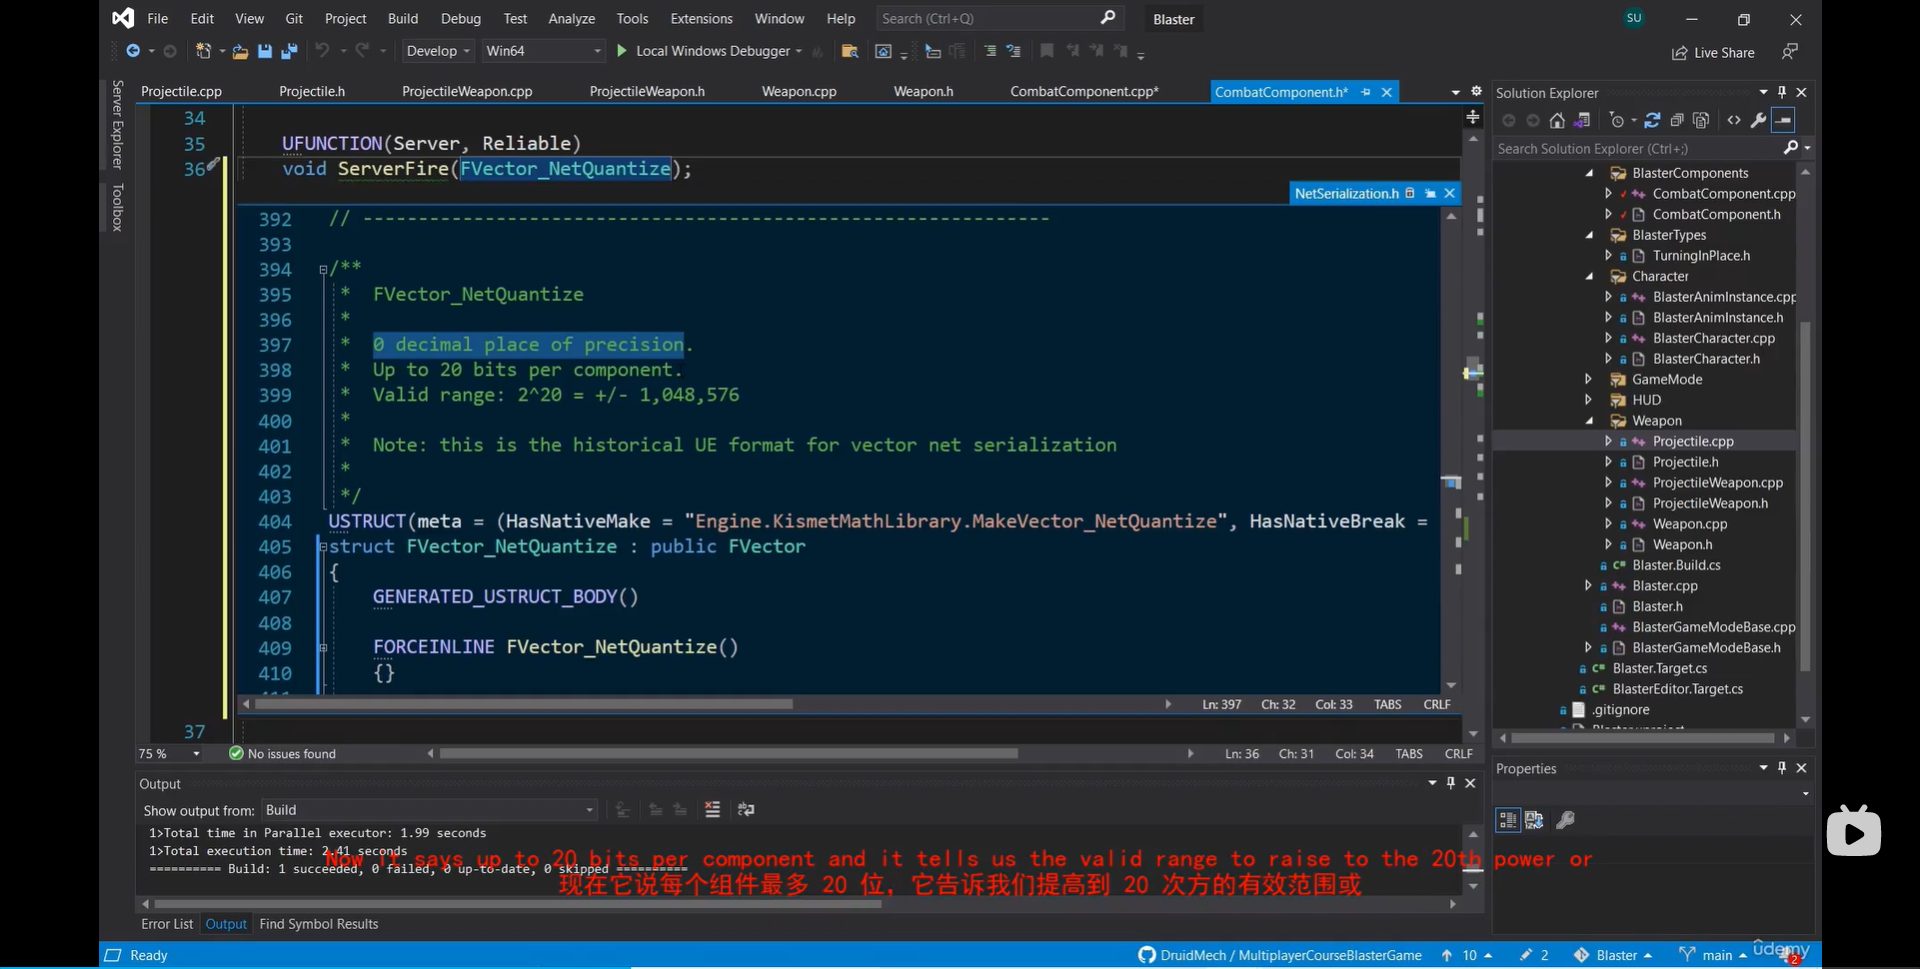 File Edit View Git Project Build Debug Test Analyze Tools Extensions Window Help Search (Ctrl+Q) Blaster SU
Develop Win64 Local Windows Debugger Live Share
Server Explorer
Toolbox
Projectile.cpp Projectile.h ProjectileWeapon.cpp ProjectileWeapon.h Weapon.cpp Weapon.h CombatComponent.cpp* CombatComponent.h*
34
35 UFUNCTION(Server, Reliable)
36 void ServerFire(FVector_NetQuantize);
NetSerialization.h
392 // --------------------------------------------------------------
393
394 /**
395 * FVector_NetQuantize
396 *
397 * 0 decimal place of precision.
398 * Up to 20 bits per component.
399 * Valid range: 2^20 = +/- 1,048,576
400 *
401 * Note: this is the historical UE format for vector net serialization
402 *
403 */
404 USTRUCT(meta = (HasNativeMake = "Engine.KismetMathLibrary.MakeVector_NetQuantize", HasNativeBreak =
405 struct FVector_NetQuantize : public FVector
406 {
407 GENERATED_USTRUCT_BODY()
408
409 FORCEINLINE FVector_NetQuantize()
410 {}
Ln: 397 Ch: 32 Col: 33 TABS CRLF
37
75 % No issues found Ln: 36 Ch: 31 Col: 34 TABS CRLF
Output
Show output from: Build
1>Total time in Parallel executor: 1.99 seconds
1>Total execution time: 2.41 seconds
========== Build: 1 succeeded, 0 failed, 0 up-to-date, 0 skipped ==========
Now it says up to 20 bits per component and it tells us the valid range to raise to the 20th power or
现在它说每个组件最多 20 位，它告诉我们提高到 20 次方的有效范围或
Error List Output Find Symbol Results
Solution Explorer
Search Solution Explorer (Ctrl+;)
BlasterComponents
CombatComponent.cpp
CombatComponent.h
BlasterTypes
TurningInPlace.h
Character
BlasterAnimInstance.cpp
BlasterAnimInstance.h
BlasterCharacter.cpp
BlasterCharacter.h
GameMode
HUD
Weapon
Projectile.cpp
Projectile.h
ProjectileWeapon.cpp
ProjectileWeapon.h
Weapon.cpp
Weapon.h
C# Blaster.Build.cs
Blaster.cpp
Blaster.h
BlasterGameModeBase.cpp
BlasterGameModeBase.h
C# Blaster.Target.cs
C# BlasterEditor.Target.cs
.gitignore
Properties
Ready DruidMech / MultiplayerCourseBlasterGame 10 2 Blaster main 2
udemy